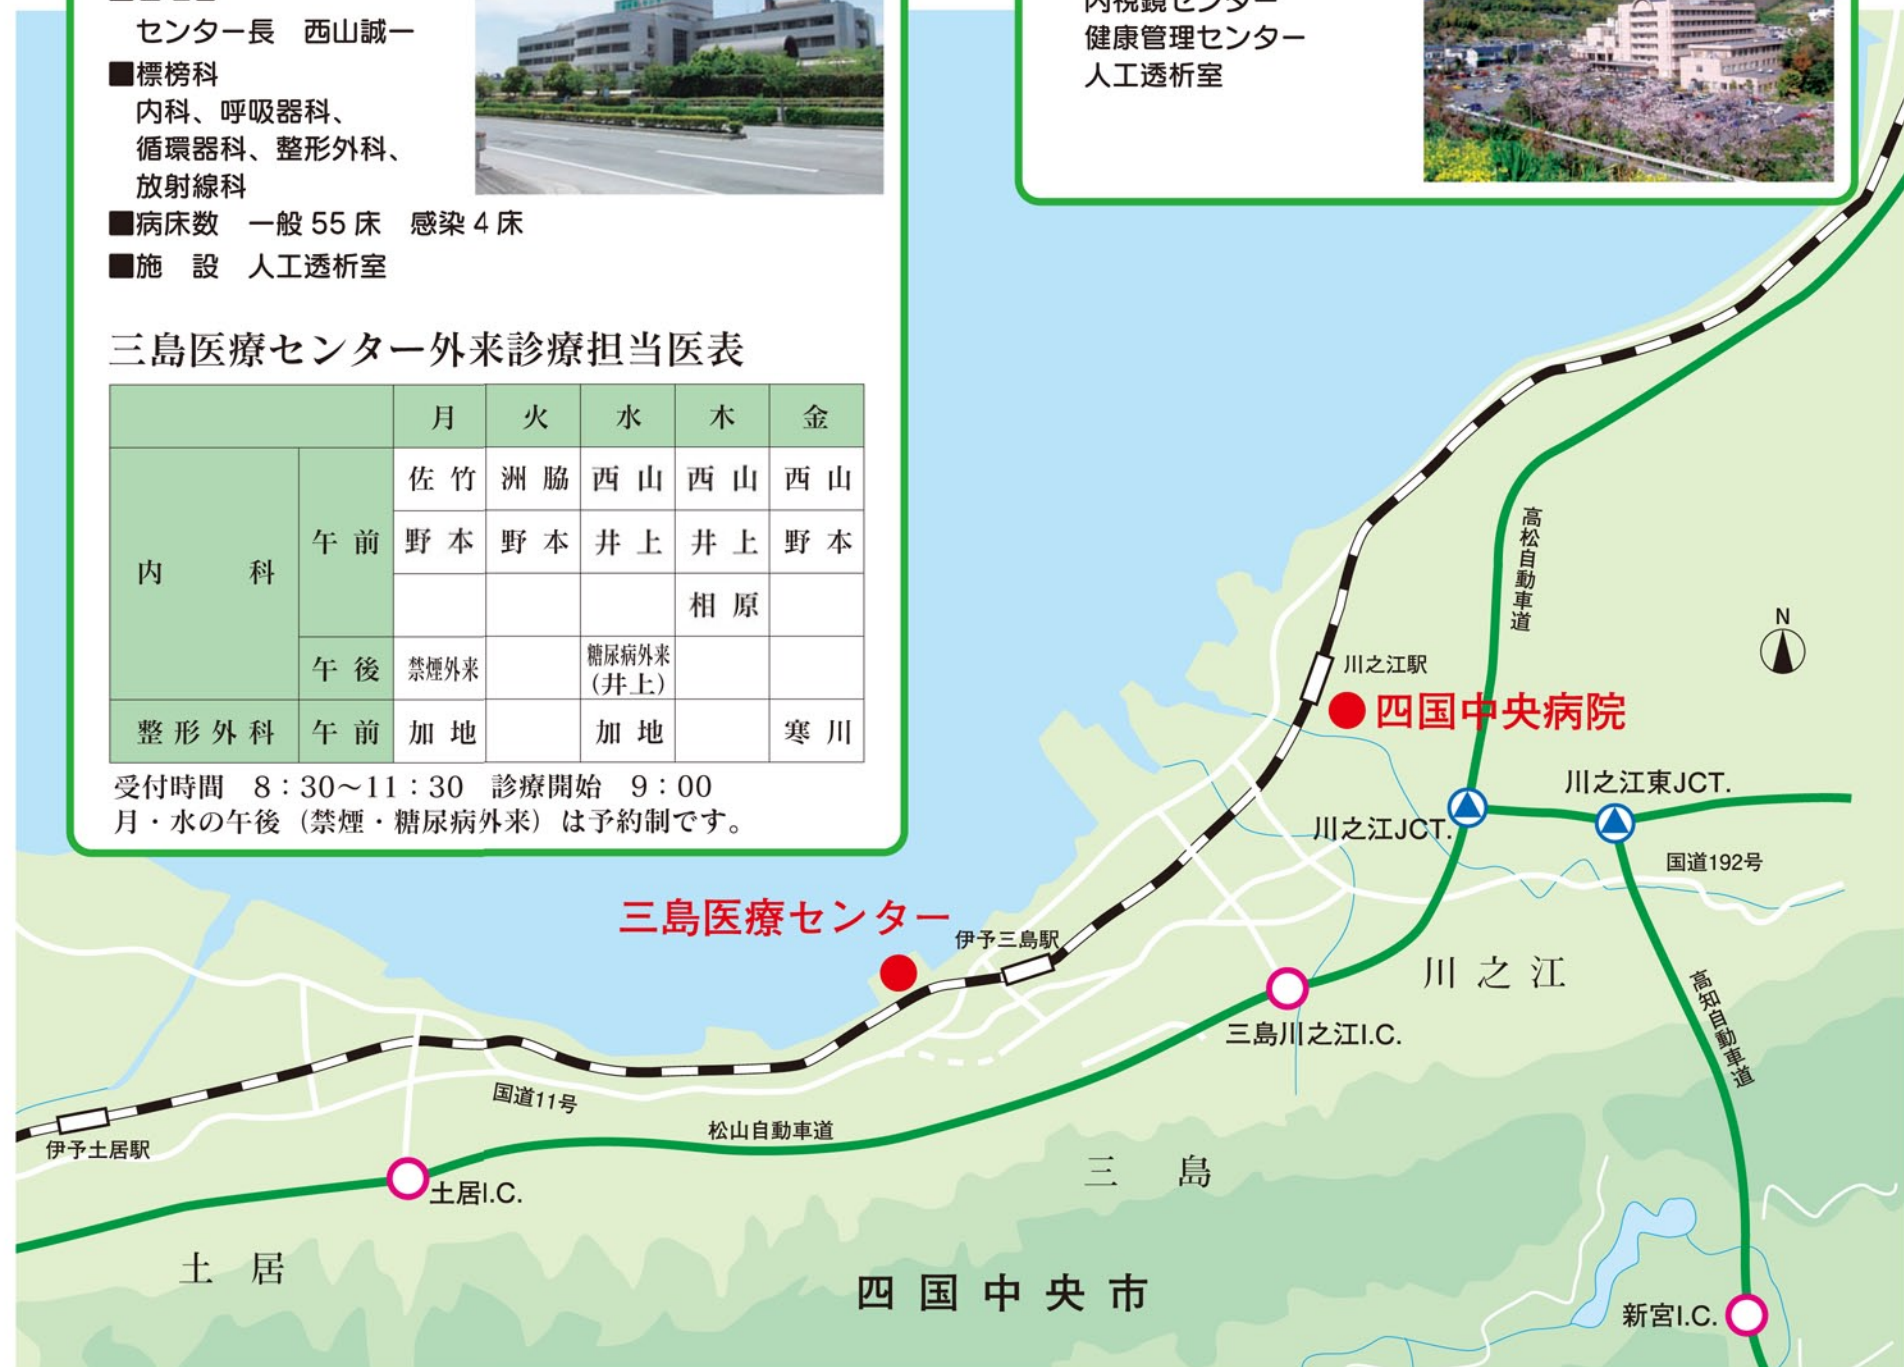 センター長　西山誠一
■標榜科
内科、呼吸器科、
循環器科、整形外科、
放射線科
■病床数　一般 55 床　感染 4 床
■施　設　人工透析室
三島医療センター外来診療担当医表
月 火 水 木 金
内　科 午前 佐竹 洲脇 西山 西山 西山
野本 野本 井上 井上 野本
相原
午後 禁煙外来 糖尿病外来
（井上）
整形外科 午前 加地 加地 寒川
受付時間　8：30～11：30　診療開始　9：00
月・水の午後（禁煙・糖尿病外来）は予約制です。
内視鏡センター
健康管理センター
人工透析室
高松自動車道
N
川之江駅
四国中央病院
川之江東JCT.
川之江JCT.
国道192号
三島医療センター
伊予三島駅
川之江
高知自動車道
三島川之江I.C.
国道11号
松山自動車道
伊予土居駅
三　島
土居I.C.
土　居
四国中央市
新宮I.C.